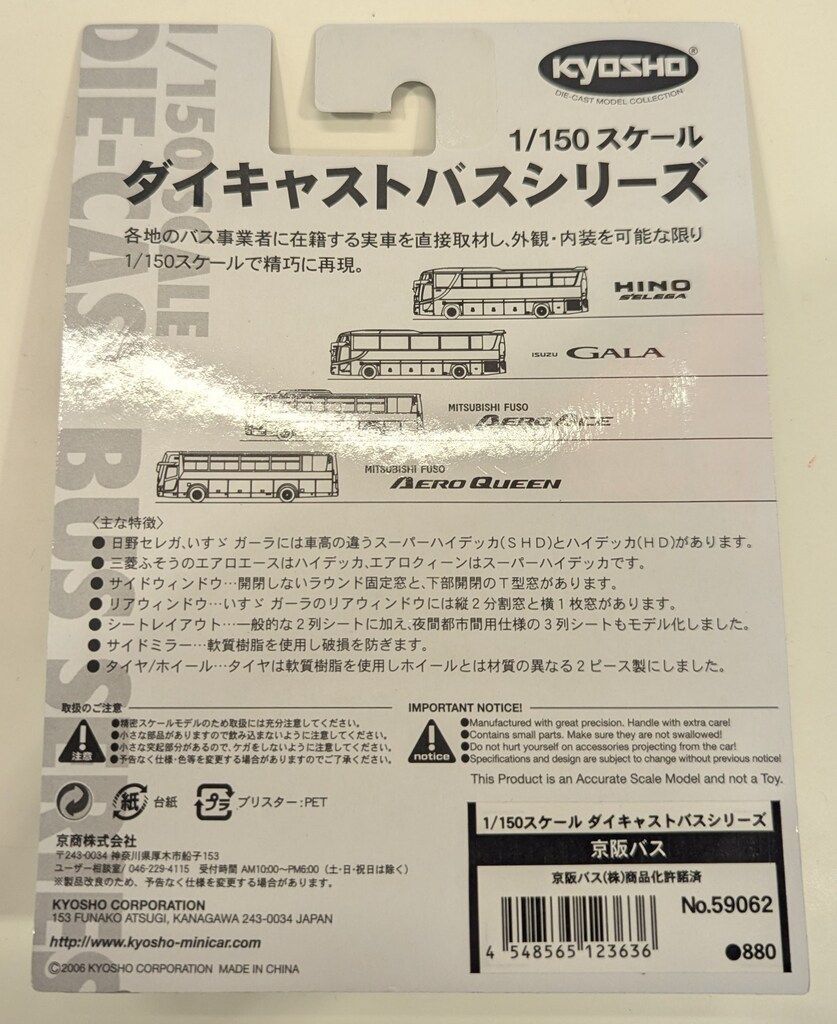 1/150 SCALE
DIE-CAST BUS SERIES
KYOSHO®
DIE-CAST MODEL COLLECTION
1/150 スケール
ダイキャストバスシリーズ
各地のバス事業者に在籍する実車を直接取材し、外観・内装を可能な限り
1/150スケールで精巧に再現。
HINO
SELEGA
ISUZU GALA
MITSUBISHI FUSO
AERO ACE
MITSUBISHI FUSO
AERO QUEEN
〈主な特徴〉
● 日野セレガ、いすゞ ガーラには車高の違うスーパーハイデッカ(SHD)とハイデッカ(HD)があります。
● 三菱ふそうのエアロエースはハイデッカ、エアロクィーンはスーパーハイデッカです。
● サイドウィンドウ…開閉しないラウンド固定窓と、下部開閉のT型窓があります。
● リアウィンドウ…いすゞ ガーラのリアウィンドウには縦2分割窓と横1枚窓があります。
● シートレイアウト…一般的な2列シートに加え、夜間都市間用仕様の3列シートもモデル化しました。
● サイドミラー…軟質樹脂を使用し破損を防ぎます。
● タイヤ/ホイール…タイヤは軟質樹脂を使用しホイールとは材質の異なる2ピース製にしました。
取扱のご注意
注意
●精密スケールモデルのため取扱には充分注意してください。
●小さな部品がありますので飲み込まないように注意してください。
●小さな突起部分があるので、ケガをしないように注意してください。
●予告なく仕様・色等を変更する場合がありますのでご了承ください。
IMPORTANT NOTICE!
notice
●Manufactured with great precision. Handle with extra care!
●Contains small parts. Make sure they are not swallowed!
●Do not hurt yourself on accessories projecting from the car!
●Specifications and design are subject to change without previous notice!
This Product is an Accurate Scale Model and not a Toy.
紙 台紙 プラ ブリスター:PET
京商株式会社
〒243-0034 神奈川県厚木市船子153
ユーザー相談室/ 046-229-4115 受付時間 AM10:00〜PM6:00 (土・日・祝日は除く)
※製品改良のため、予告なく仕様を変更する場合があります。
KYOSHO CORPORATION
153 FUNAKO ATSUGI, KANAGAWA 243-0034 JAPAN
http://www.kyosho-minicar.com
©2006 KYOSHO CORPORATION MADE IN CHINA
1/150スケール ダイキャストバスシリーズ
京阪バス
京阪バス(株)商品化許諾済
No.59062
4 548565 123636
●880